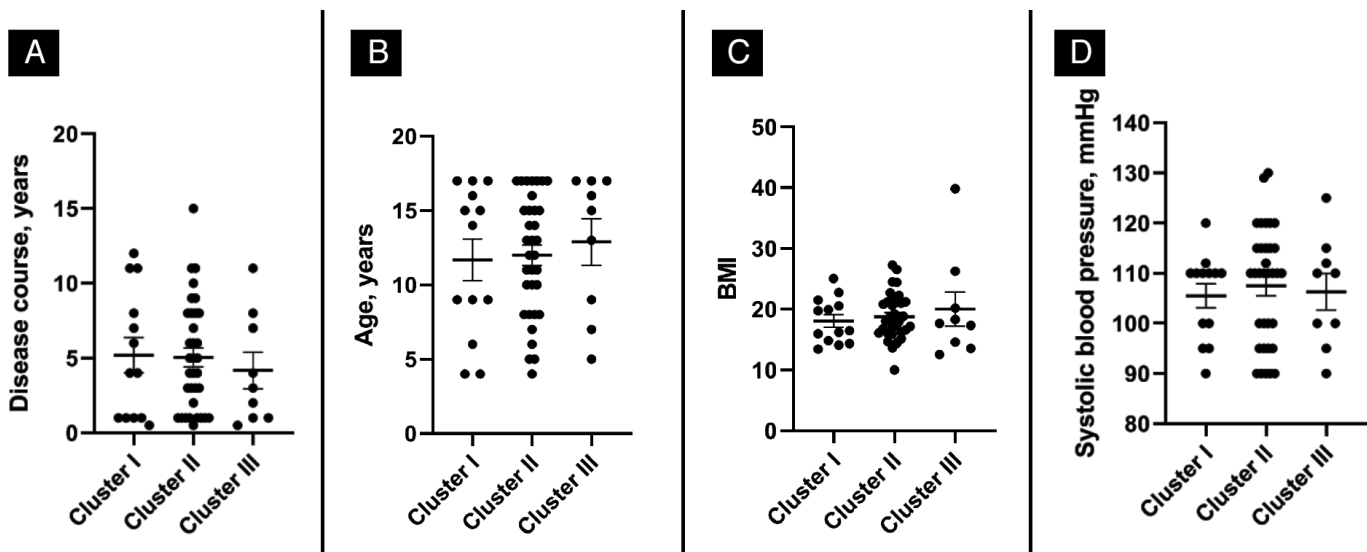 A
Disease course, years
20
15
10
5
0
Cluster I
Cluster II
Cluster III
B
Age, years
20
15
10
5
0
Cluster I
Cluster II
Cluster III
C
BMI
50
40
30
20
10
0
Cluster I
Cluster II
Cluster III
D
Systolic blood pressure, mmHg
140
130
120
110
100
90
80
Cluster I
Cluster II
Cluster III